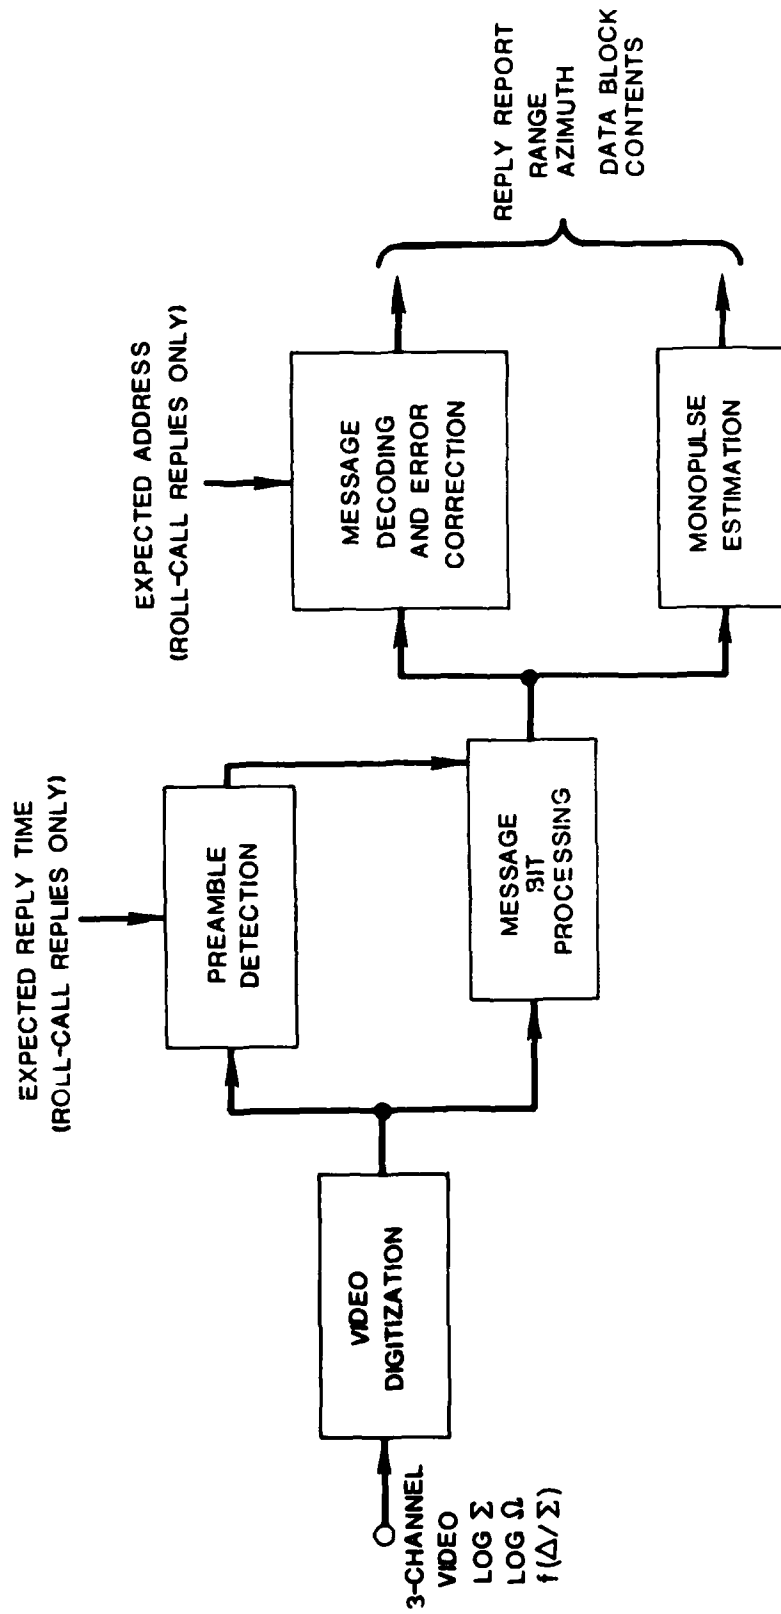 3-CHANNEL
VIDEO
LOG Σ
LOG Ω
f(Δ/Σ)
VIDEO
DIGITIZATION
EXPECTED REPLY TIME
(ROLL-CALL REPLIES ONLY)
PREAMBLE
DETECTION
MESSAGE
BIT
PROCESSING
EXPECTED ADDRESS
(ROLL-CALL REPLIES ONLY)
MESSAGE
DECODING
AND ERROR
CORRECTION
MONOPULSE
ESTIMATION
REPLY REPORT
RANGE
AZIMUTH
DATA BLOCK
CONTENTS